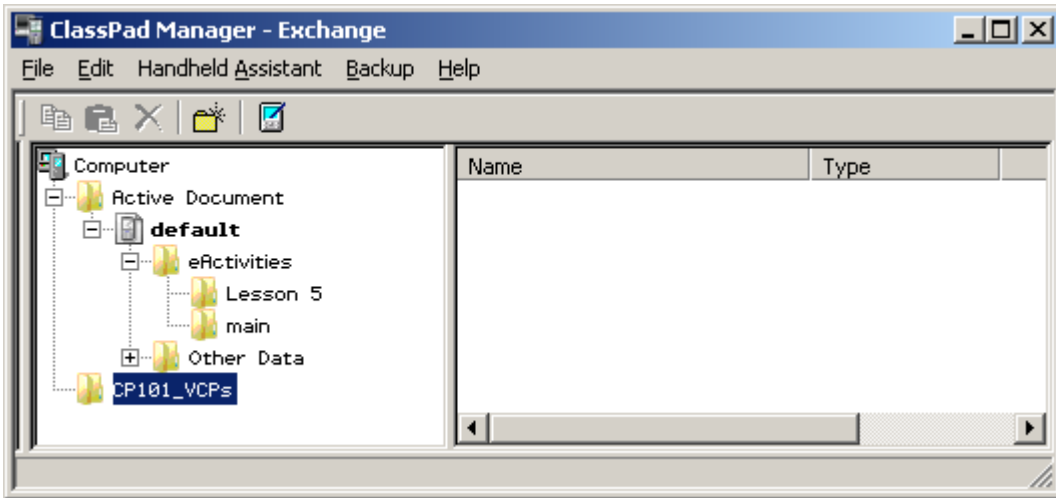 ClassPad Manager - Exchange
File Edit Handheld Assistant Backup Help
Computer
Active Document
default
eActivities
Lesson 5
main
Other Data
CP101_VCPs
Name Type